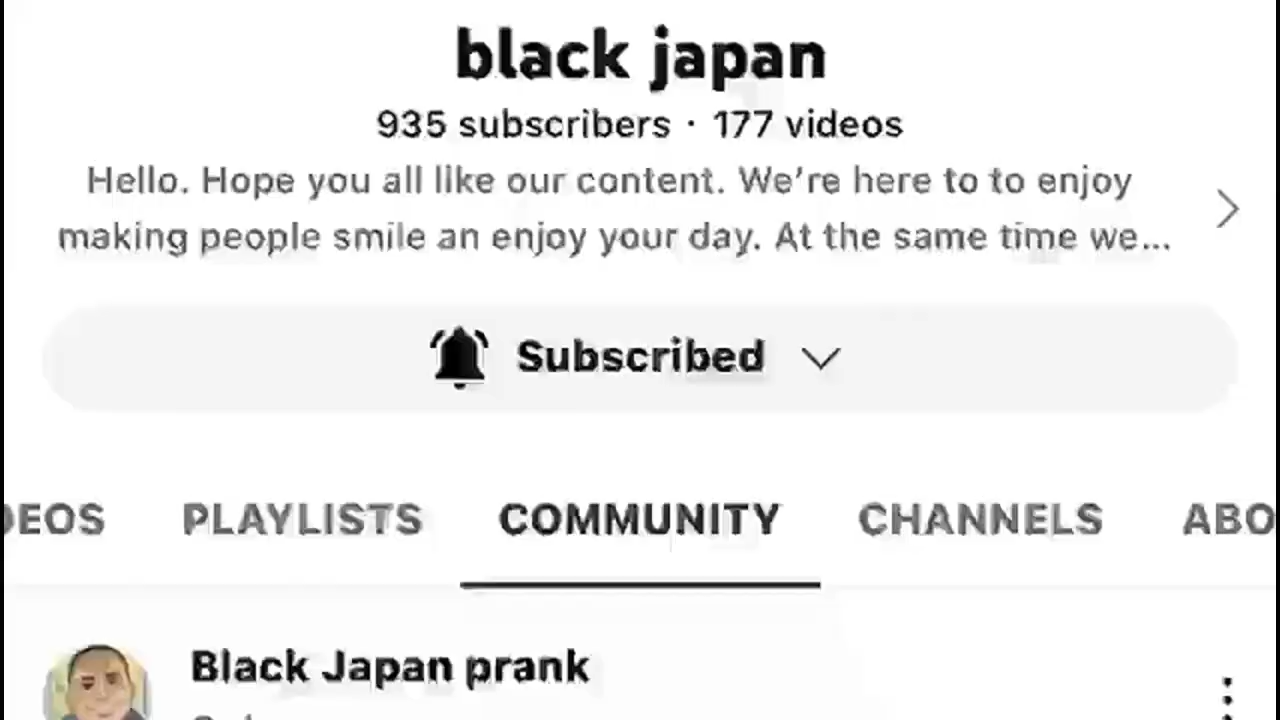 black japan
935 subscribers · 177 videos
Hello. Hope you all like our content. We're here to to enjoy
making people smile an enjoy your day. At the same time we...
Subscribed
DEOS PLAYLISTS COMMUNITY CHANNELS ABO
Black Japan prank